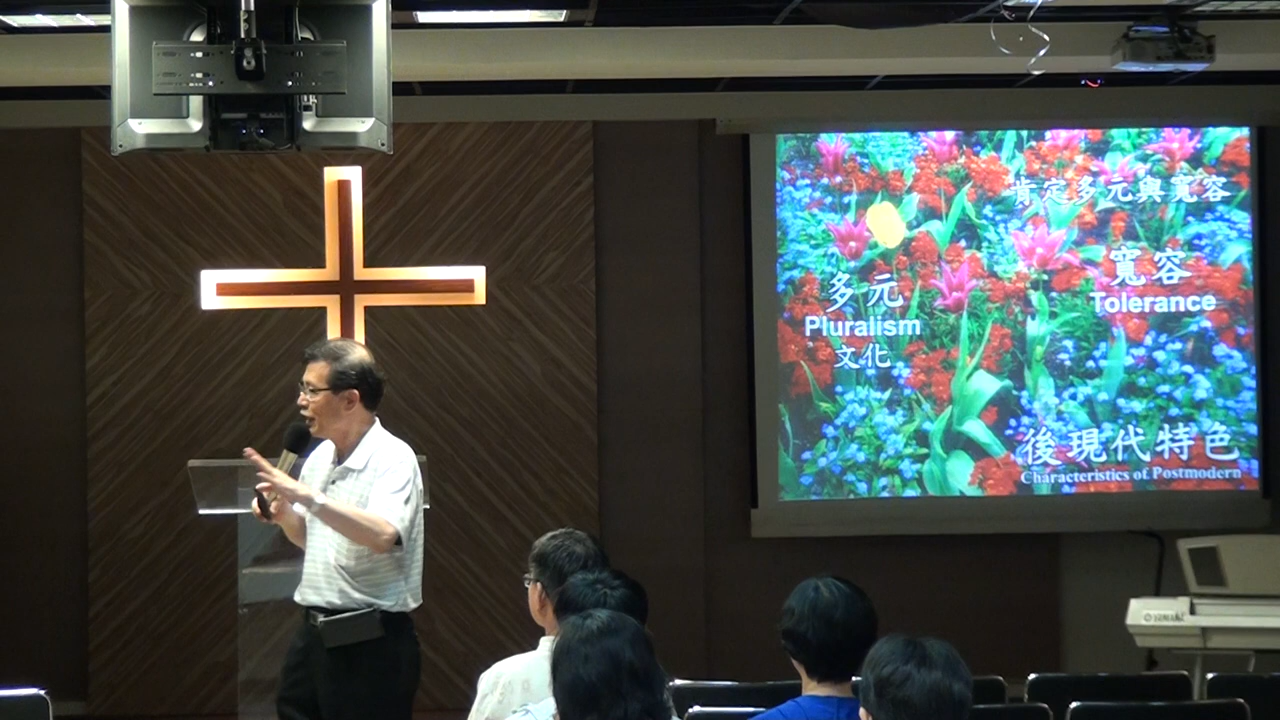 肯定多元與寬容
寬容
Tolerance
多元
Pluralism
文化
後現代特色
Characteristics of Postmodern
YAMAHA